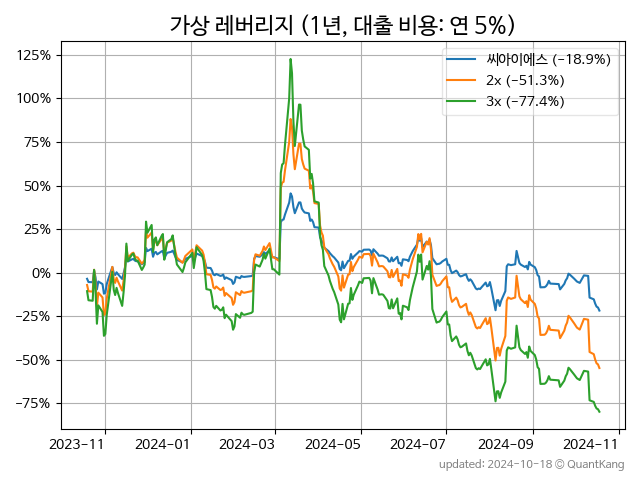 가상 레버리지 (1년, 대출 비용: 연 5%)
125%
100%
75%
50%
25%
0%
−25%
−50%
−75%
씨아이에스 (−18.9%)
2x (−51.3%)
3x (−77.4%)
2023-11 2024-01 2024-03 2024-05 2024-07 2024-09 2024-11
updated: 2024-10-18 © QuantKang